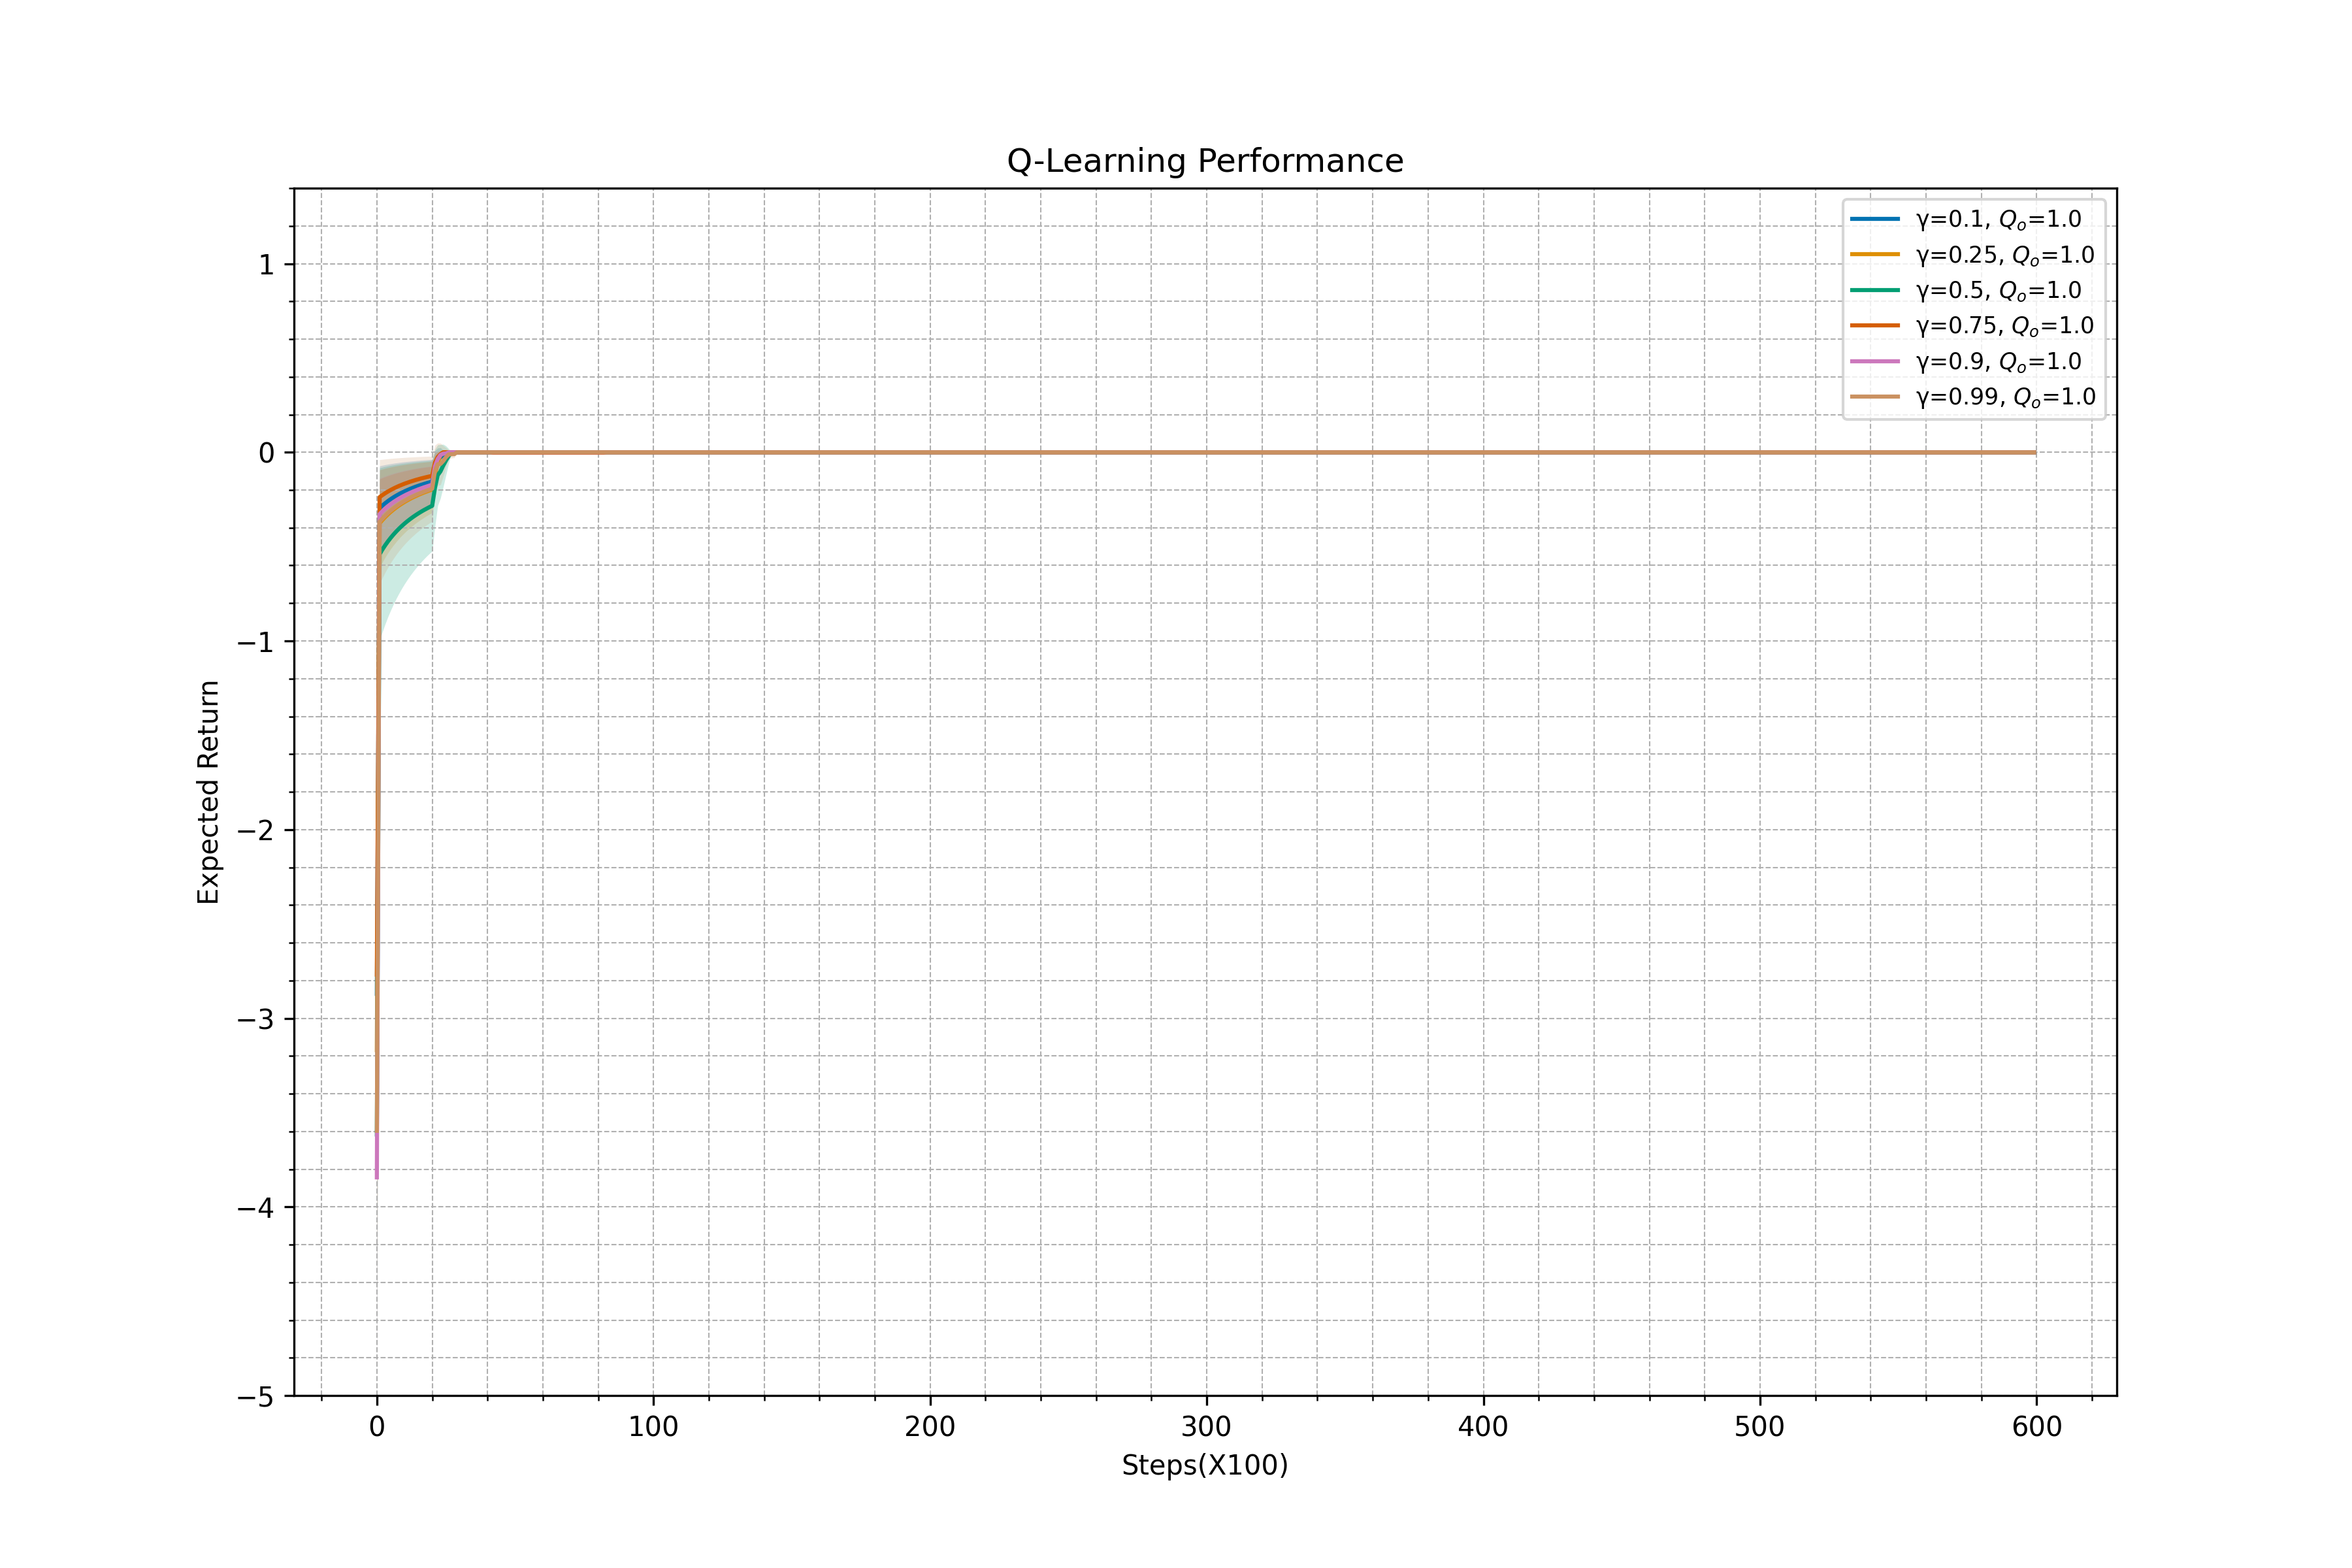 Q-Learning Performance
γ=0.1, Qₒ=1.0
γ=0.25, Qₒ=1.0
γ=0.5, Qₒ=1.0
γ=0.75, Qₒ=1.0
γ=0.9, Qₒ=1.0
γ=0.99, Qₒ=1.0
1
0
−1
−2
−3
−4
−5
Expected Return
0 100 200 300 400 500 600
Steps(X100)